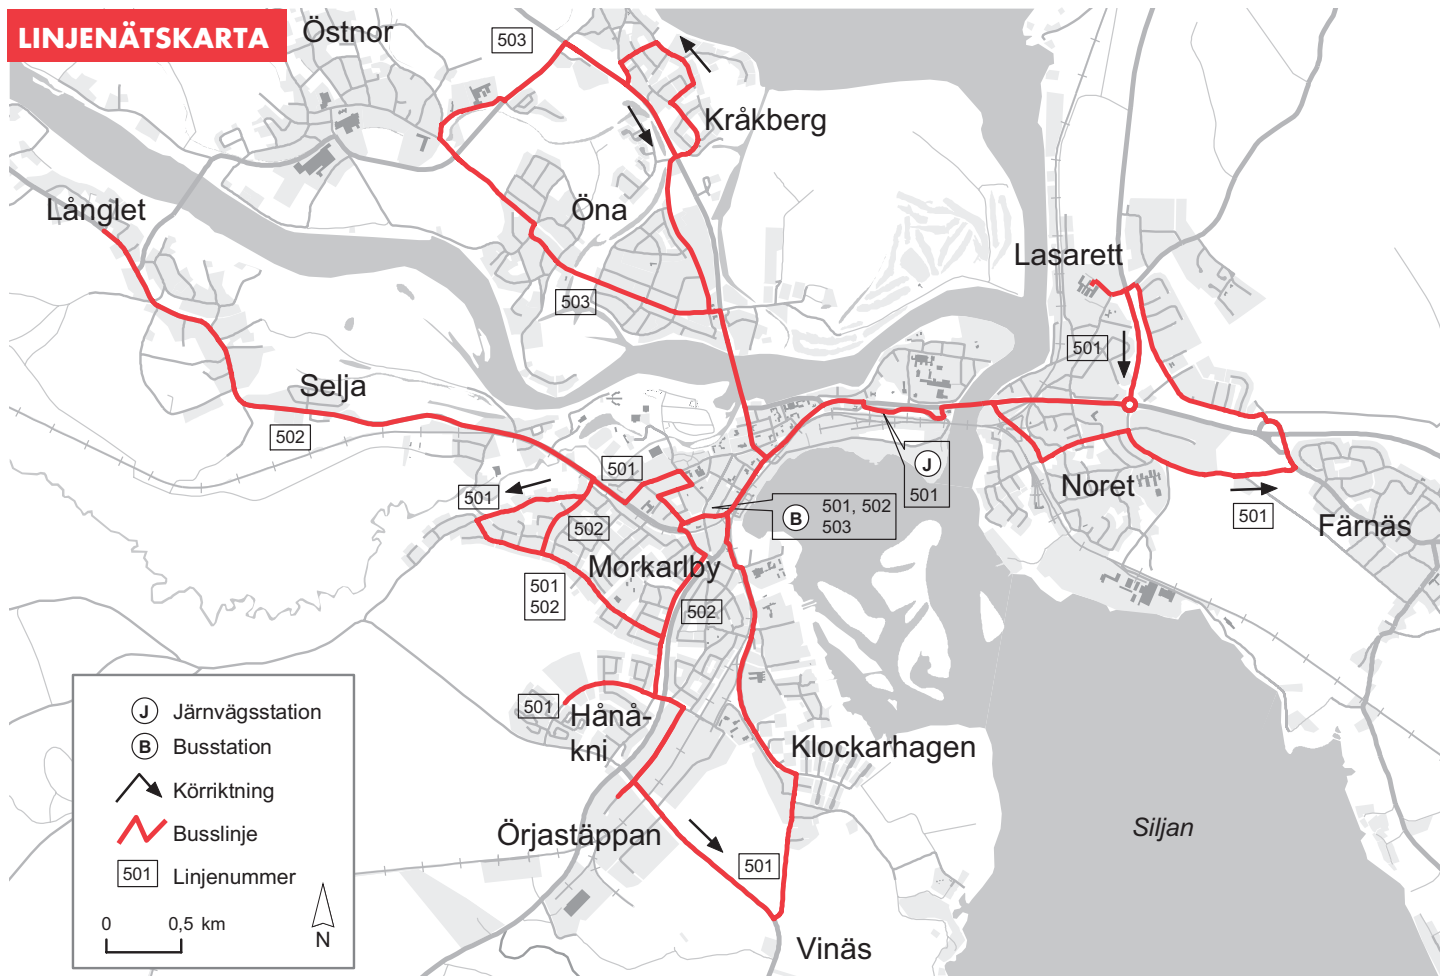 LINJENÄTSKARTA
Östnor
503
Kråkberg
Långlet
Öna
Lasarett
503
501
Selja
502
501
J
501
501
Noret
501
B 501, 502
503
502
Färnäs
Morkarlby
501
502
502
501
Hånå-
kni
Klockarhagen
Örjastäppan
Siljan
501
Vinäs
J Järnvägsstation
B Busstation
Körriktning
Busslinje
501 Linjenummer
0 0,5 km
N